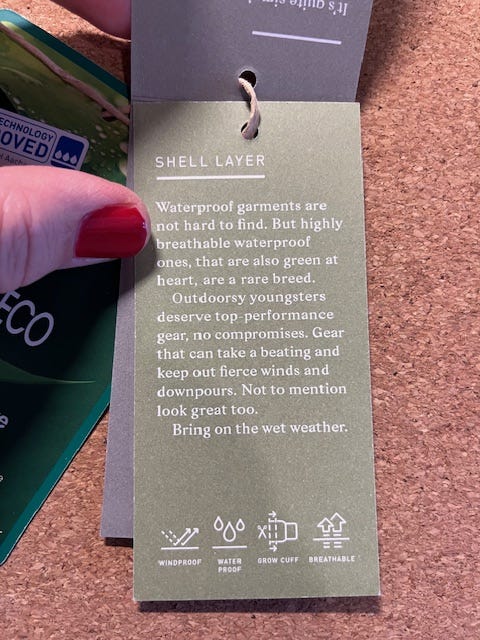 It's quite
TECHNOLOGY
OVED
ECO
SHELL LAYER
Waterproof garments are
not hard to find. But highly
breathable waterproof
ones, that are also green at
heart, are a rare breed.
Outdoorsy youngsters
deserve top-performance
gear, no compromises. Gear
that can take a beating and
keep out fierce winds and
downpours. Not to mention
look great too.
Bring on the wet weather.
WINDPROOF
WATER
PROOF
GROW CUFF
BREATHABLE